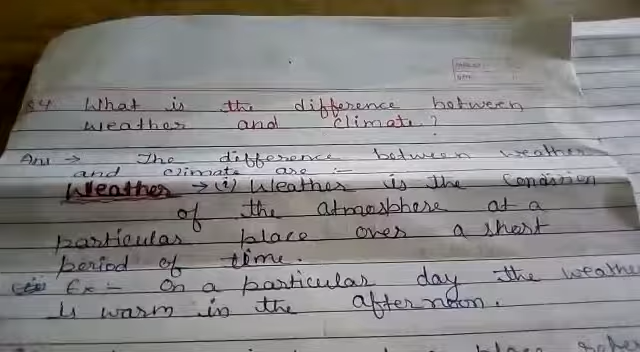 Q4 What is the difference between
weather and climate?
Ans → The difference between weather
and climate are :-
Weather → (i) Weather is the condition
of the atmosphere at a
particular place over a short
period of time.
(ii) Ex :- On a particular day the weathe
is warm in the afternoon.
place